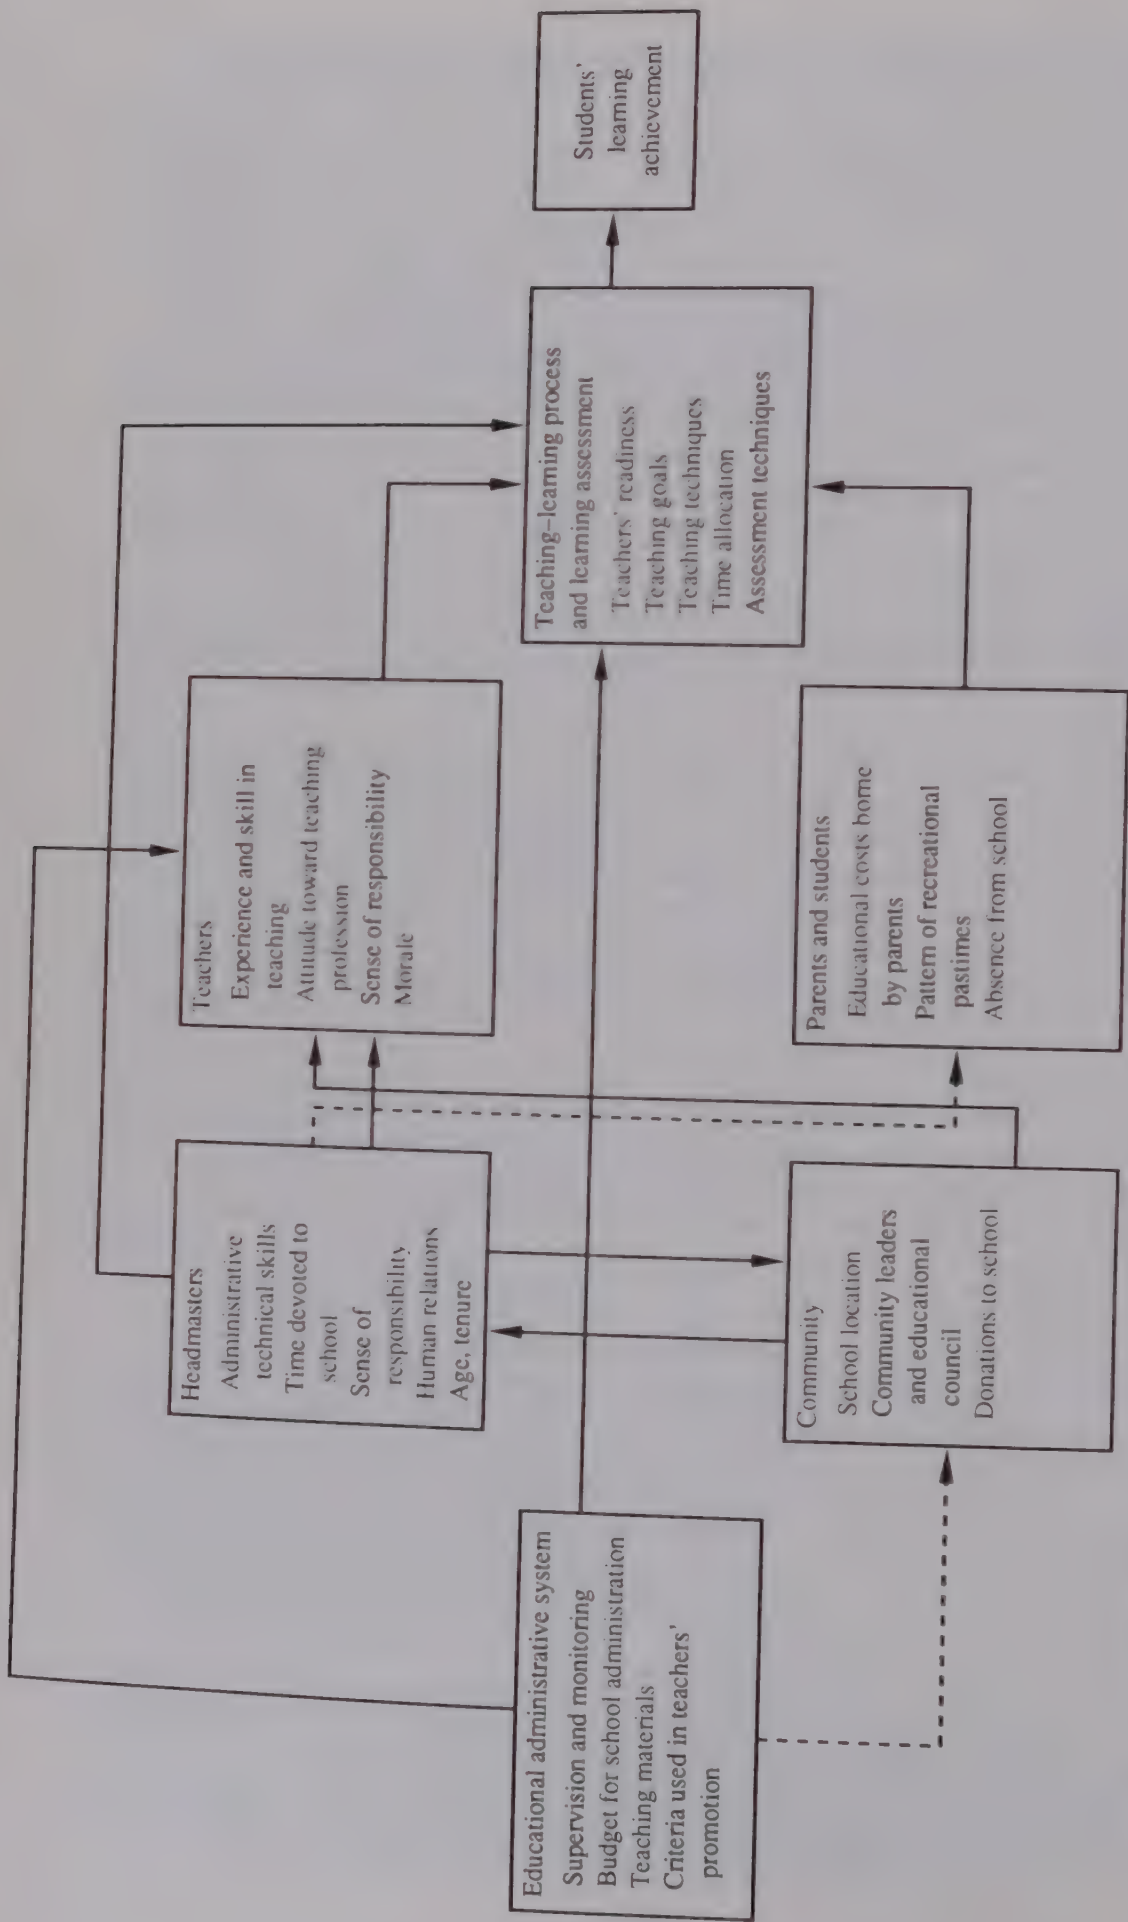 Educational administrative system
Supervision and monitoring
Budget for school administration
Teaching materials
Criteria used in teachers'
promotion
Headmasters
Administrative
technical skills
Time devoted to
school
Sense of
responsibility
Human relations
Age, tenure
Community
School location
Community leaders
and educational
council
Donations to school
Teachers
Experience and skill in
teaching
Attitude toward teaching
profession
Sense of responsibility
Morale
Parents and students
Educational costs borne
by parents
Pattern of recreational
pastimes
Absence from school
Teaching–learning process
and learning assessment
Teachers' readiness
Teaching goals
Teaching techniques
Time allocation
Assessment techniques
Students'
learning
achievement